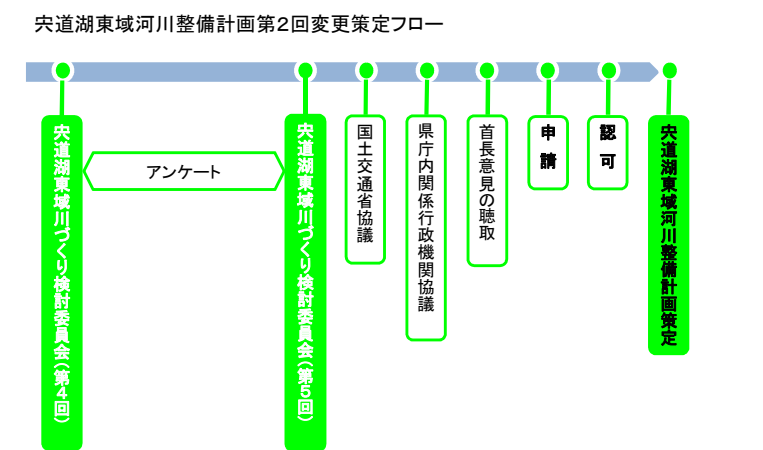 宍道湖東域河川整備計画第２回変更策定フロー
宍道湖東域川づくり検討委員会（第４回）
アンケート
宍道湖東域川づくり検討委員会（第５回）
国土交通省協議
県庁内関係行政機関協議
首長意見の聴取
申請
認可
宍道湖東域河川整備計画策定